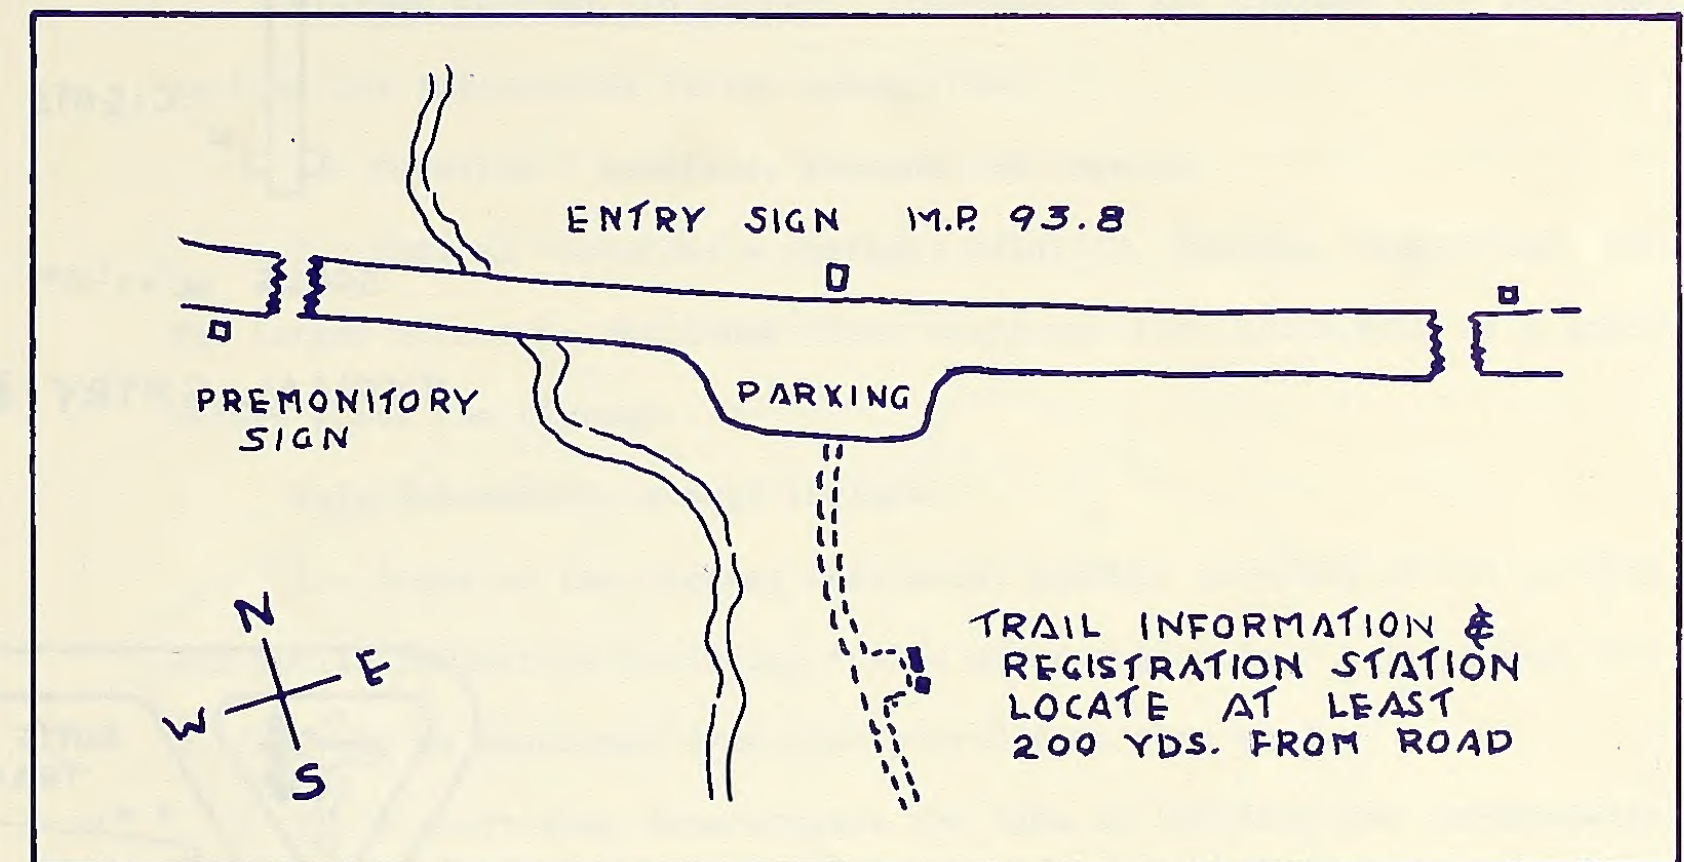 ENTRY SIGN M.P. 93.8
PARKING
PREMONITORY
SIGN
N
E
W
S
TRAIL INFORMATION &
REGISTRATION STATION
LOCATE AT LEAST
200 YDS. FROM ROAD